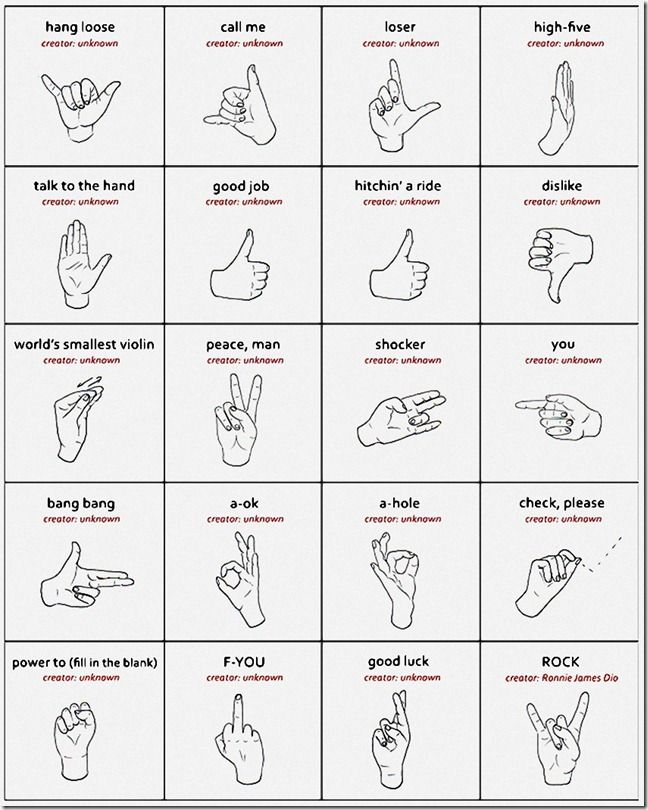 hang loose
creator: unknown
call me
creator: unknown
loser
creator: unknown
high-five
creator: unknown
talk to the hand
creator: unknown
good job
creator: unknown
hitchin' a ride
creator: unknown
dislike
creator: unknown
world's smallest violin
creator: unknown
peace, man
creator: unknown
shocker
creator: unknown
you
creator: unknown
bang bang
creator: unknown
a-ok
creator: unknown
a-hole
creator: unknown
check, please
creator: unknown
power to (fill in the blank)
creator: unknown
F-YOU
creator: unknown
good luck
creator: unknown
ROCK
creator: Ronnie James Dio